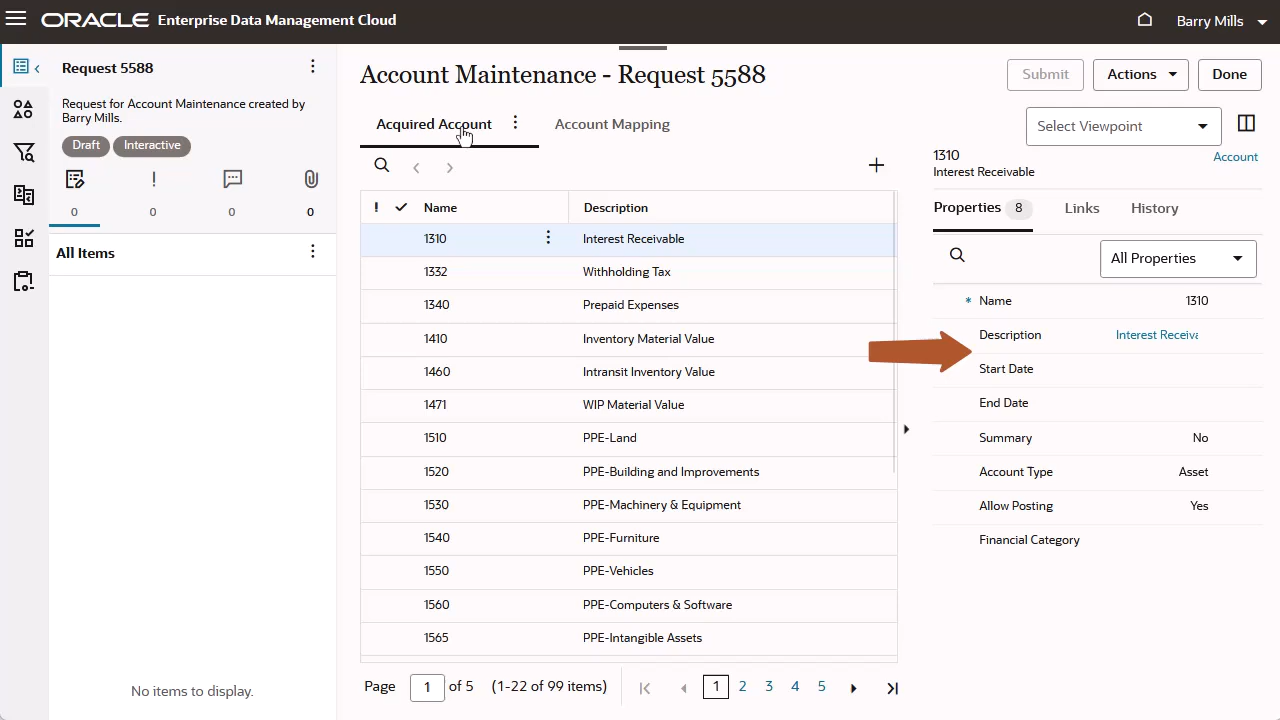 ORACLE Enterprise Data Management Cloud
Barry Mills
Request 5588
Request for Account Maintenance created by
Barry Mills.
Draft Interactive
! 
0 0 0 0
All Items
No items to display.
Account Maintenance - Request 5588
Submit Actions Done
Acquired Account Account Mapping
Select Viewpoint
! Name Description
1310 Interest Receivable
1332 Withholding Tax
1340 Prepaid Expenses
1410 Inventory Material Value
1460 Intransit Inventory Value
1471 WIP Material Value
1510 PPE-Land
1520 PPE-Building and Improvements
1530 PPE-Machinery & Equipment
1540 PPE-Furniture
1550 PPE-Vehicles
1560 PPE-Computers & Software
1565 PPE-Intangible Assets
Page 1 of 5 (1-22 of 99 items) 1 2 3 4 5
1310 Account
Interest Receivable
Properties 8 Links History
All Properties
* Name 1310
Description Interest Receiva
Start Date
End Date
Summary No
Account Type Asset
Allow Posting Yes
Financial Category